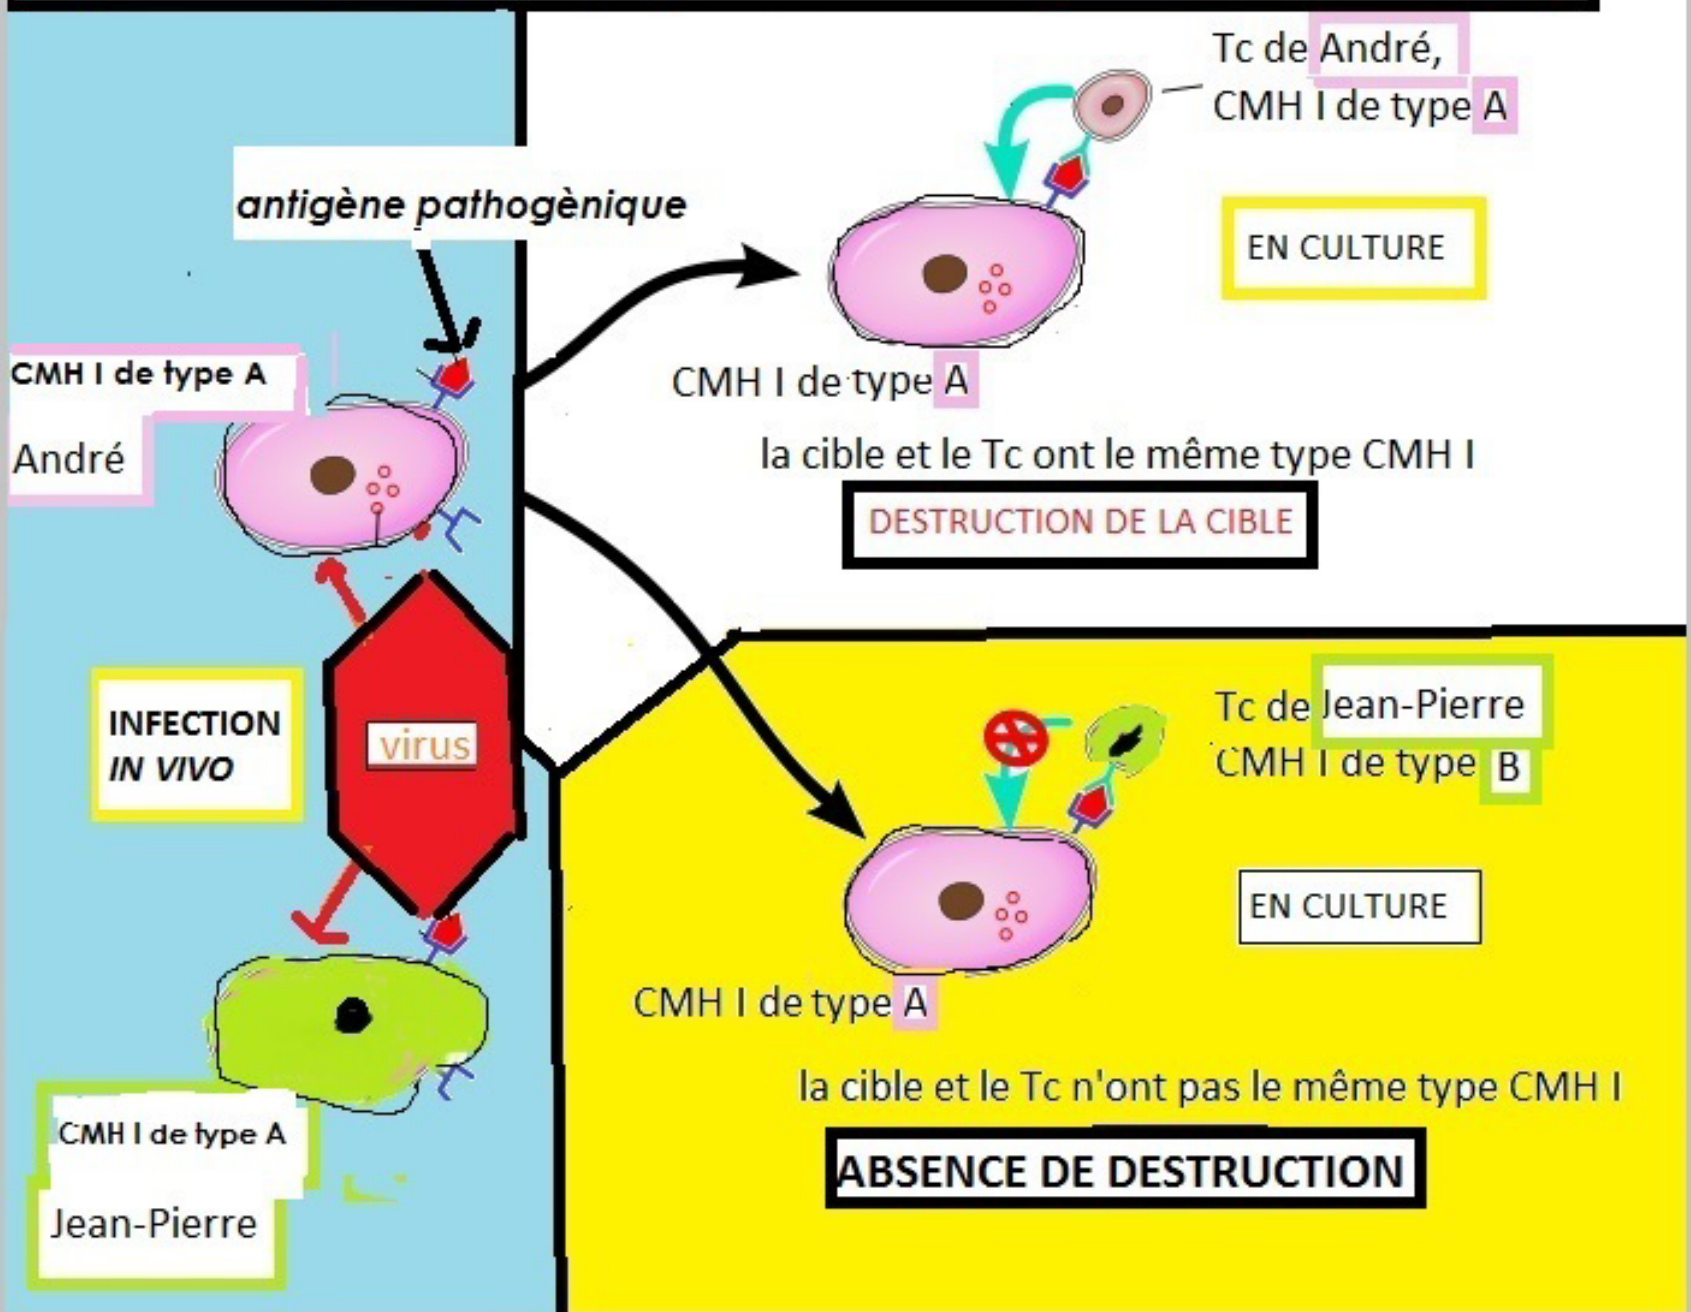 antigène pathogènique
CMH I de type A
André
INFECTION
IN VIVO
virus
CMH I de type A
Jean-Pierre
Tc de André,
CMH I de type A
EN CULTURE
CMH I de type A
la cible et le Tc ont le même type CMH I
DESTRUCTION DE LA CIBLE
Tc de Jean-Pierre
CMH I de type B
EN CULTURE
CMH I de type A
la cible et le Tc n'ont pas le même type CMH I
ABSENCE DE DESTRUCTION